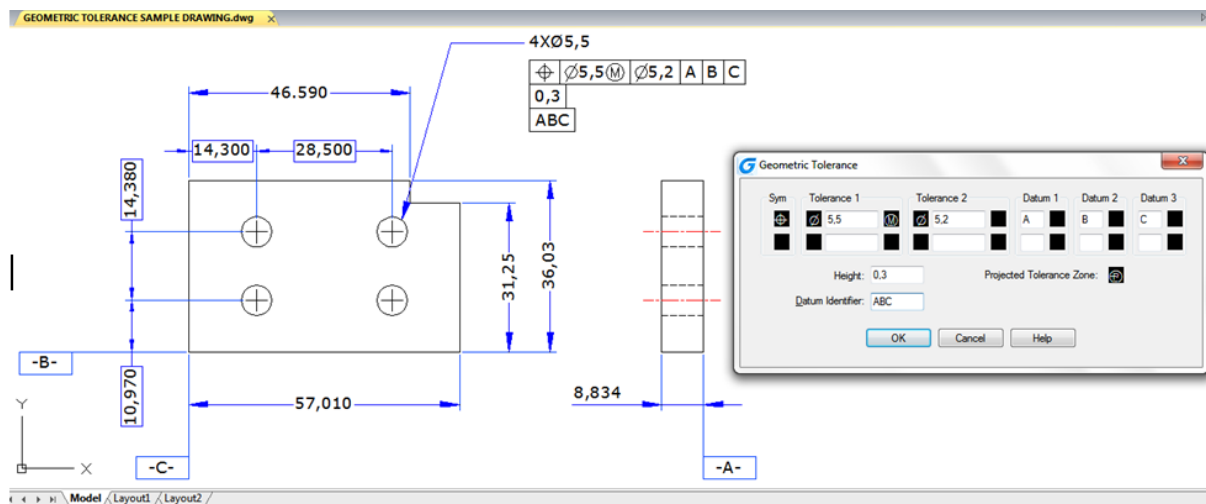 GEOMETRIC TOLERANCE SAMPLE DRAWING.dwg
4XØ5,5
⌖ Ø5,5Ⓜ Ø5,2 A B C
0,3
ABC
46.590
14,300
28,500
14,380
31,25
36,03
10,970
-B-
57,010
8,834
-C-
-A-
Y
X
Geometric Tolerance
Sym Tolerance 1 Tolerance 2 Datum 1 Datum 2 Datum 3
⌖ Ø 5,5 Ⓜ Ø 5,2 A B C
Height: 0,3 Projected Tolerance Zone: Ⓟ
Datum Identifier: ABC
OK Cancel Help
Model Layout1 Layout2